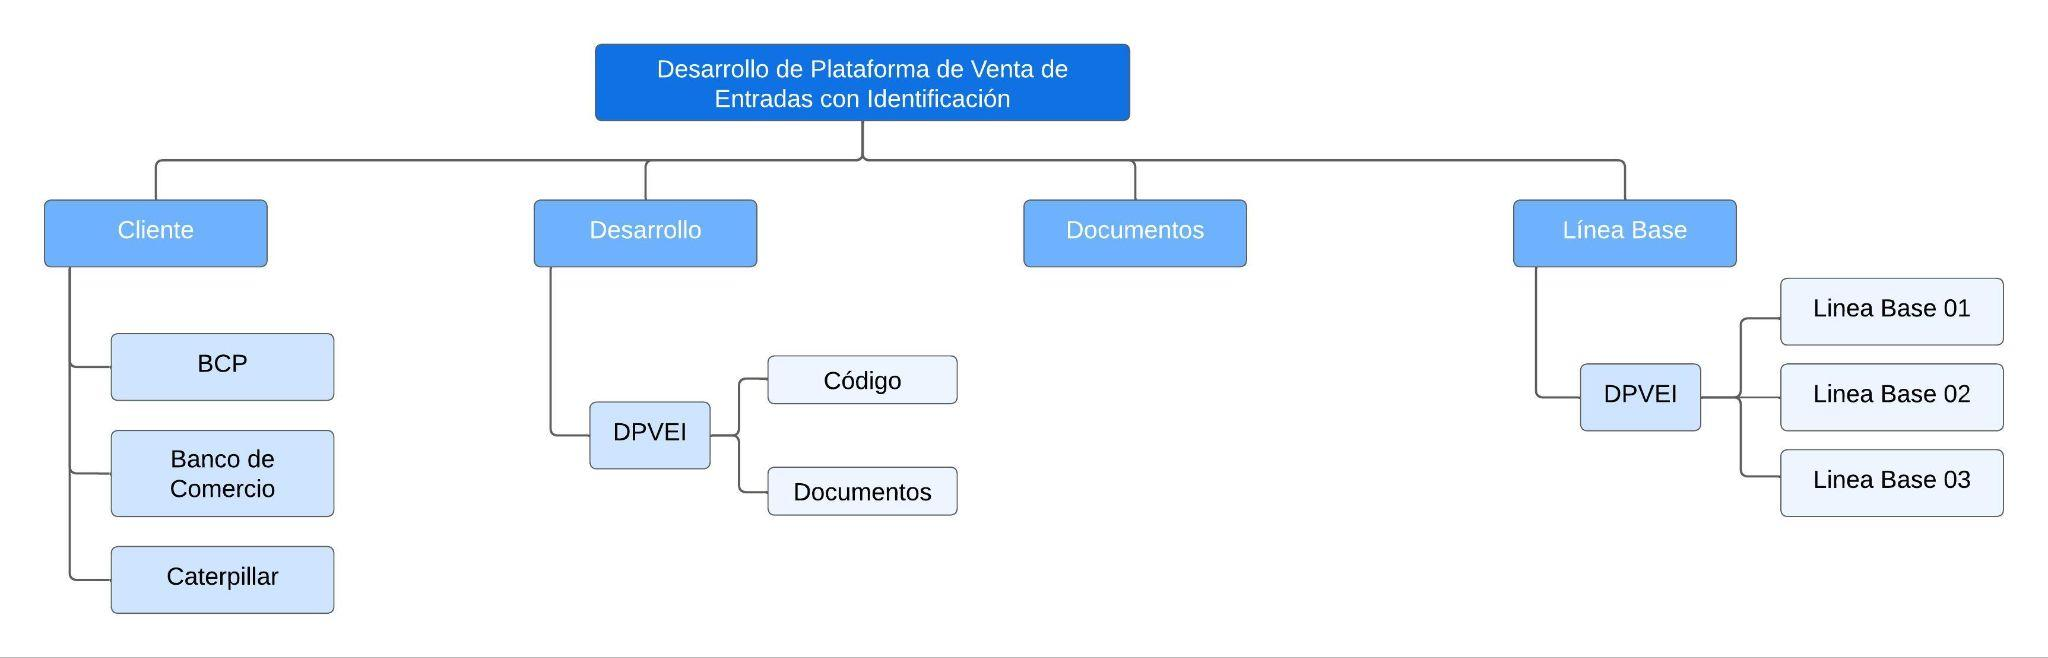 Desarrollo de Plataforma de Venta de
Entradas con Identificación
Cliente
Desarrollo
Documentos
Línea Base
BCP
Banco de
Comercio
Caterpillar
DPVEI
Código
Documentos
DPVEI
Linea Base 01
Linea Base 02
Linea Base 03